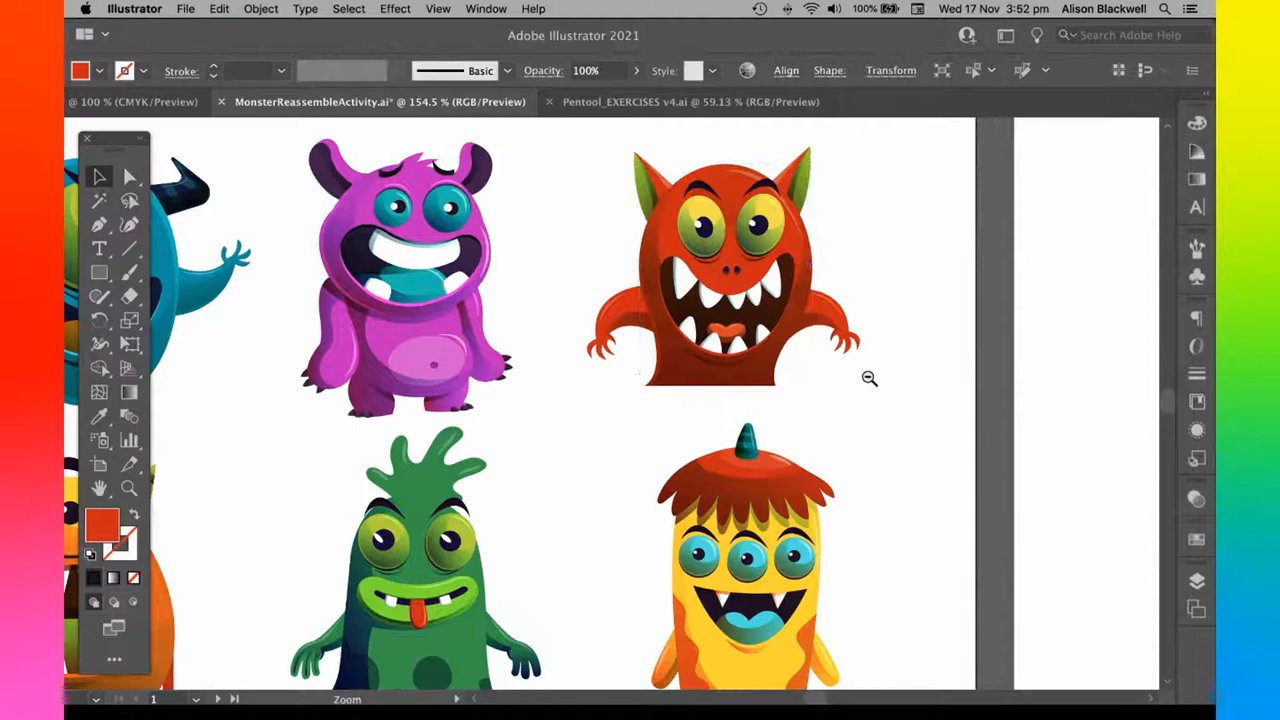 Illustrator File Edit Object Type Select Effect View Window Help 100% Wed 17 Nov 3:52 pm Alison Blackwell
Adobe Illustrator 2021 Search Adobe Help
Stroke: Basic Opacity: 100% Style: Align Shape: Transform
@ 100 % (CMYK/Preview) MonsterReassembleActivity.ai* @ 154.5 % (RGB/Preview) Pentool_EXERCISES v4.ai @ 59.13 % (RGB/Preview)
1 Zoom